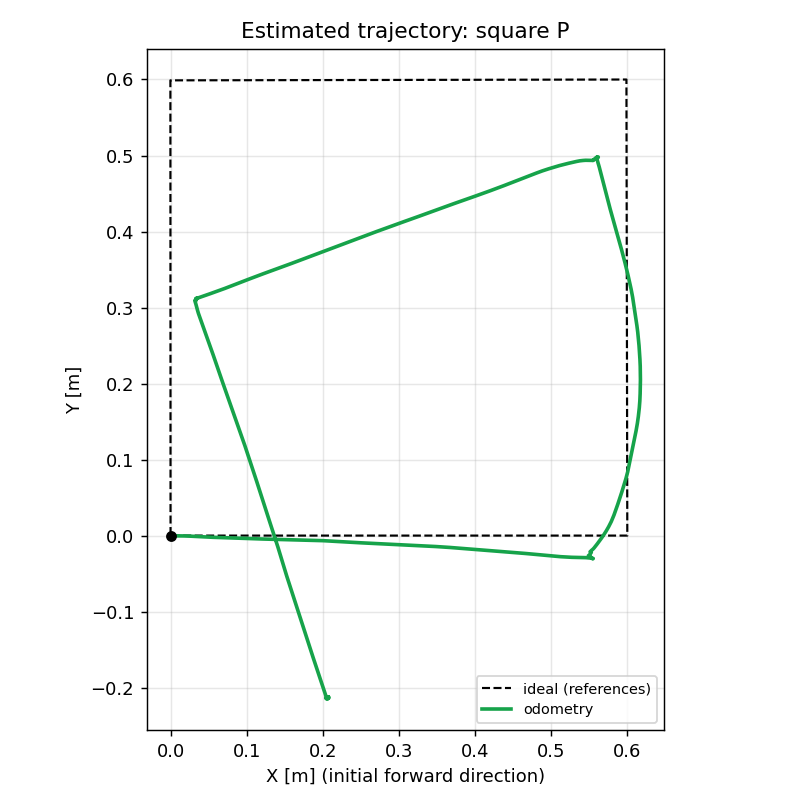 Estimated trajectory: square P
0.6
0.5
0.4
0.3
0.2
0.1
0.0
−0.1
−0.2
Y [m]
0.0 0.1 0.2 0.3 0.4 0.5 0.6
X [m] (initial forward direction)
ideal (references)
odometry